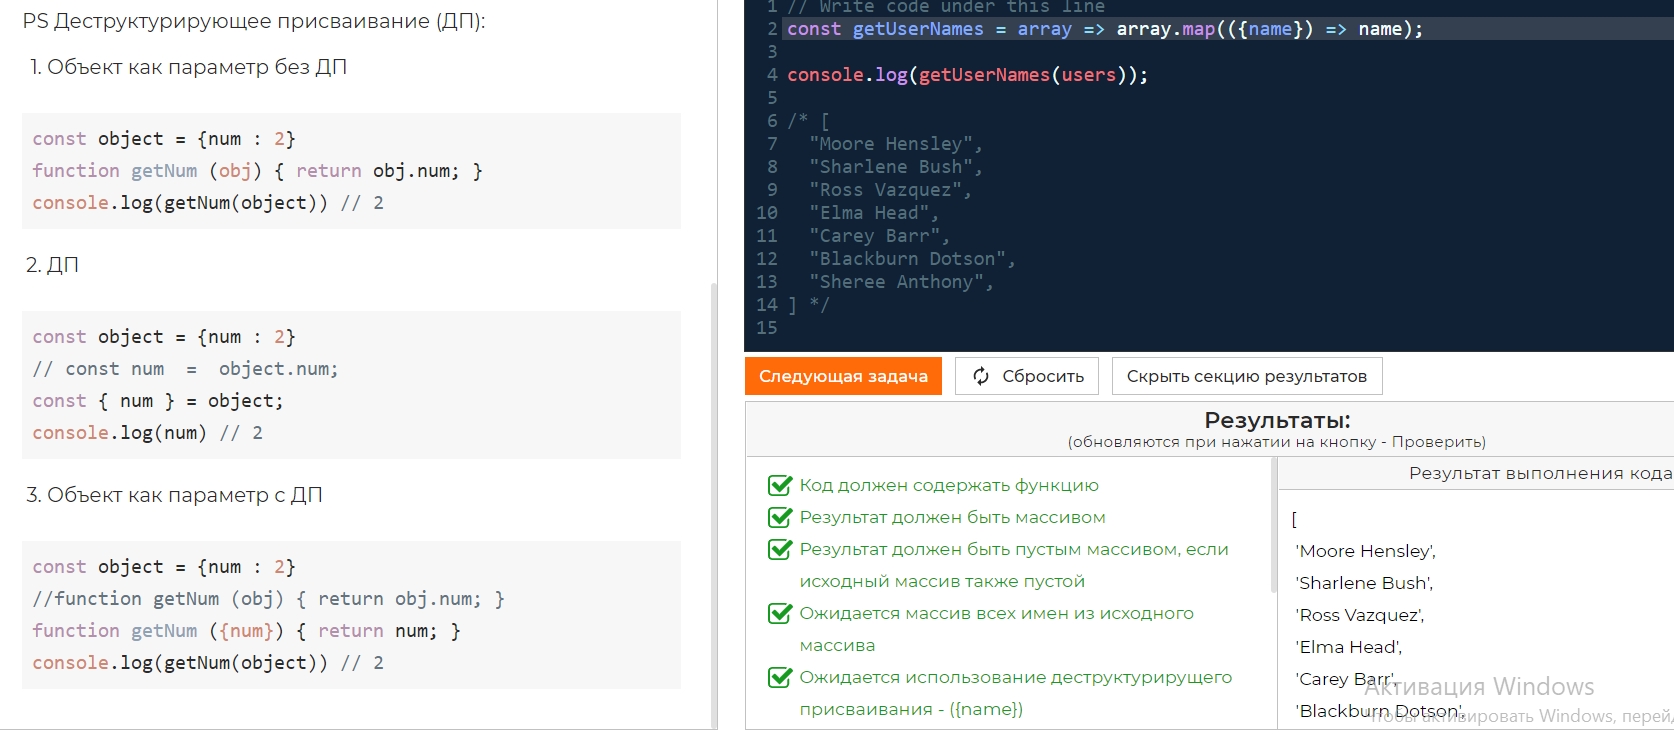 PS Деструктурирующее присваивание (ДП):
1. Объект как параметр без ДП
const object = {num : 2}
function getNum (obj) { return obj.num; }
console.log(getNum(object)) // 2
2. ДП
const object = {num : 2}
// const num  =  object.num;
const { num } = object;
console.log(num) // 2
3. Объект как параметр с ДП
const object = {num : 2}
//function getNum (obj) { return obj.num; }
function getNum ({num}) { return num; }
console.log(getNum(object)) // 2
1 // Write code under this line
2 const getUserNames = array => array.map(({name}) => name);
3
4 console.log(getUserNames(users));
5
6 /* [
7   "Moore Hensley",
8   "Sharlene Bush",
9   "Ross Vazquez",
10   "Elma Head",
11   "Carey Barr",
12   "Blackburn Dotson",
13   "Sheree Anthony",
14 ] */
15
Следующая задача
Сбросить
Скрыть секцию результатов
Результаты:
(обновляются при нажатии на кнопку - Проверить)
Код должен содержать функцию
Результат должен быть массивом
Результат должен быть пустым массивом, если
исходный массив также пустой
Ожидается массив всех имен из исходного
массива
Ожидается использование деструктурирущего
присваивания - ({name})
Результат выполнения кода
[
'Moore Hensley',
'Sharlene Bush',
'Ross Vazquez',
'Elma Head',
'Carey Barr',
'Blackburn Dotson',
Активация Windows
Чтобы активировать Windows, перейд